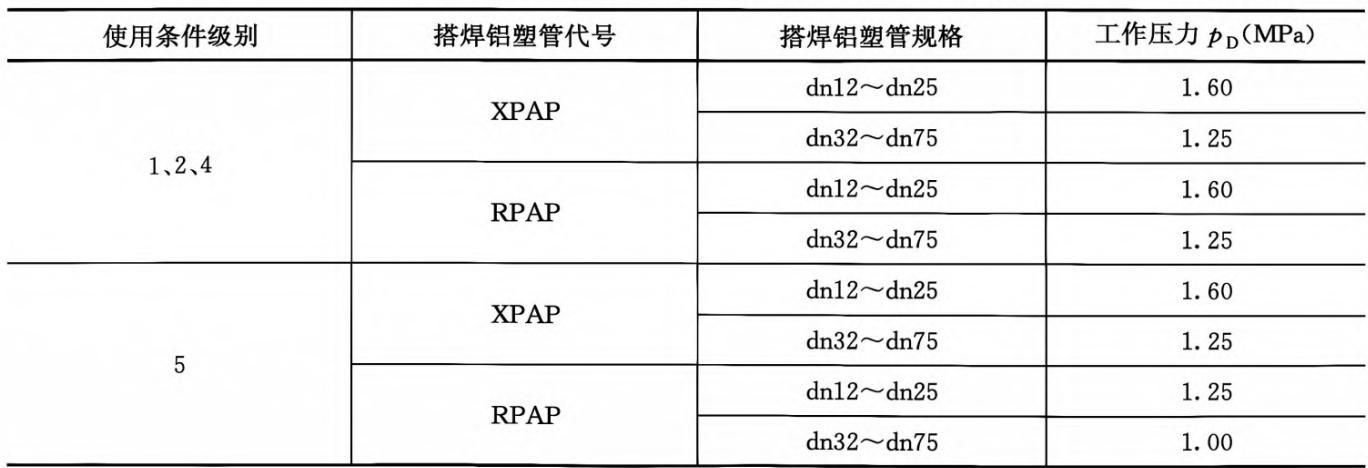 使用条件级别 搭焊铝塑管代号 搭焊铝塑管规格 工作压力 pD(MPa)
1、2、4 XPAP dn12～dn25 1.60
dn32～dn75 1.25
RPAP dn12～dn25 1.60
dn32～dn75 1.25
5 XPAP dn12～dn25 1.60
dn32～dn75 1.25
RPAP dn12～dn25 1.25
dn32～dn75 1.00